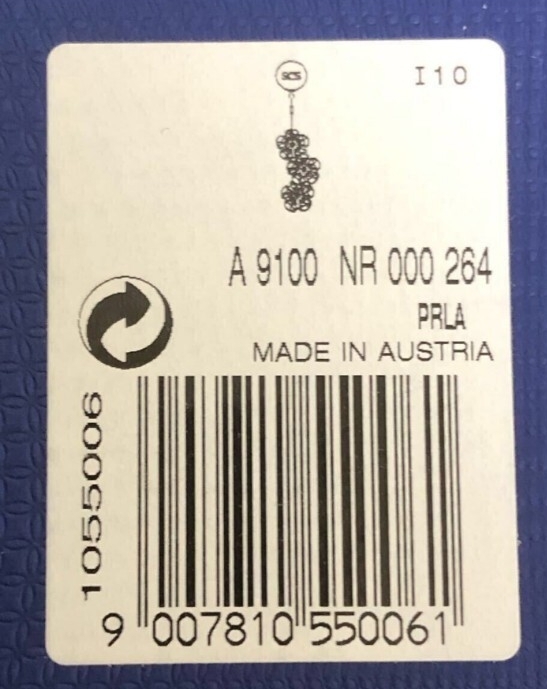 SCS
I10
A 9100 NR 000 264
PRLA
MADE IN AUSTRIA
1055006
9 007810 550061